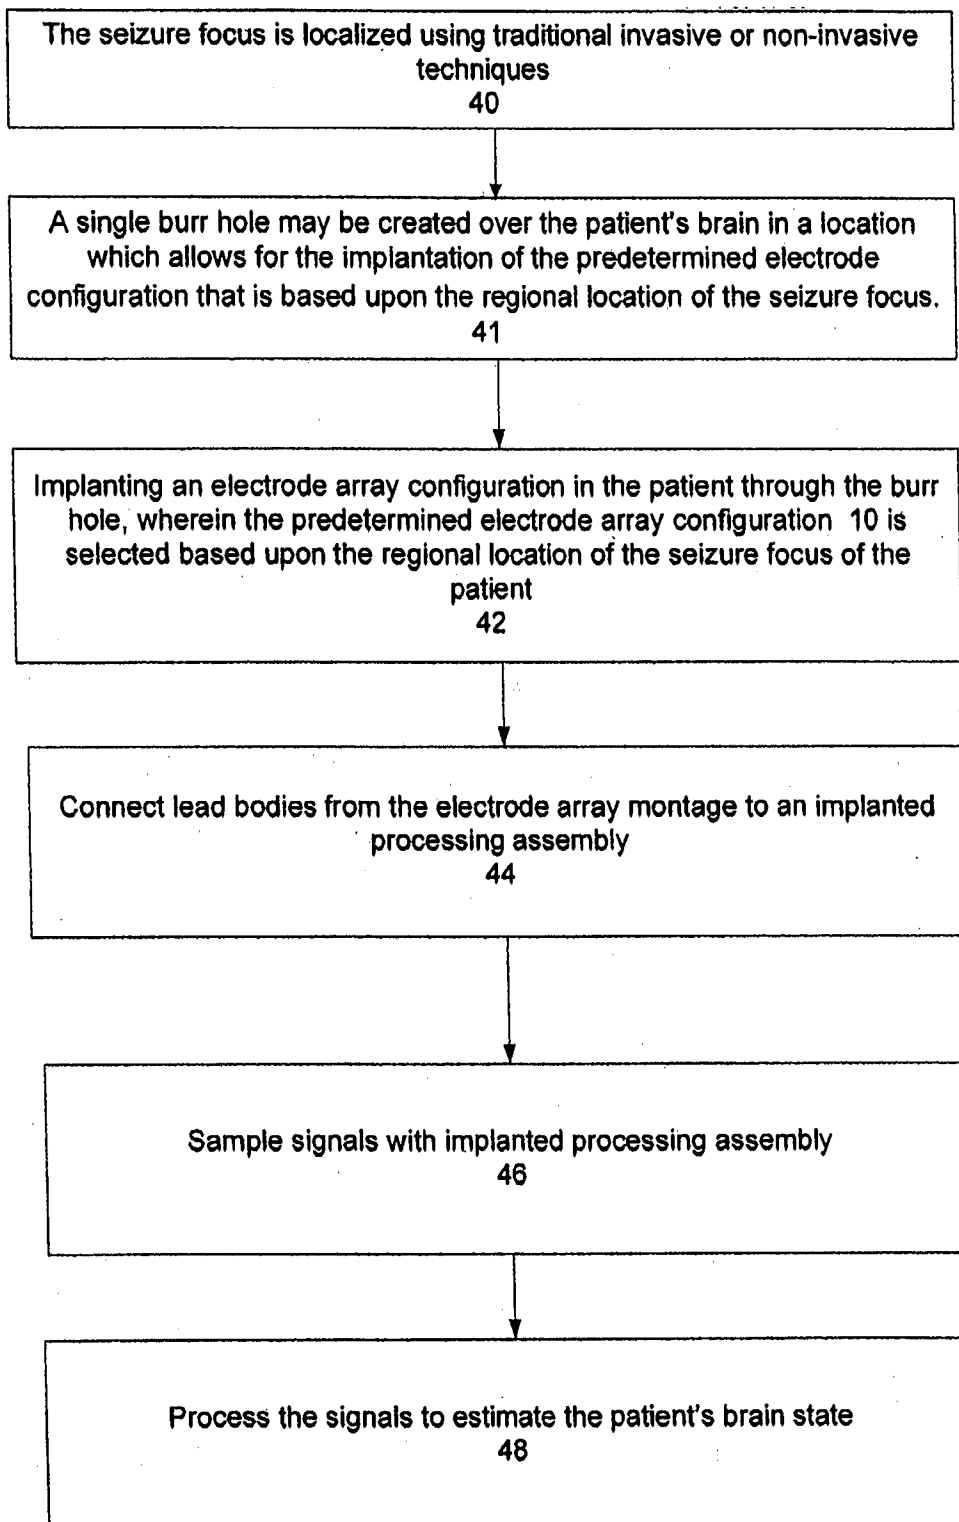 The seizure focus is localized using traditional invasive or non-invasive
techniques
40
A single burr hole may be created over the patient's brain in a location
which allows for the implantation of the predetermined electrode
configuration that is based upon the regional location of the seizure focus.
41
Implanting an electrode array configuration in the patient through the burr
hole, wherein the predetermined electrode array configuration 10 is
selected based upon the regional location of the seizure focus of the
patient
42
Connect lead bodies from the electrode array montage to an implanted
processing assembly
44
Sample signals with implanted processing assembly
46
Process the signals to estimate the patient's brain state
48